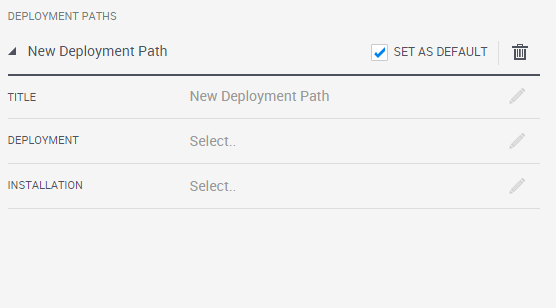 DEPLOYMENT PATHS
New Deployment Path SET AS DEFAULT
TITLE New Deployment Path
DEPLOYMENT Select..
INSTALLATION Select..